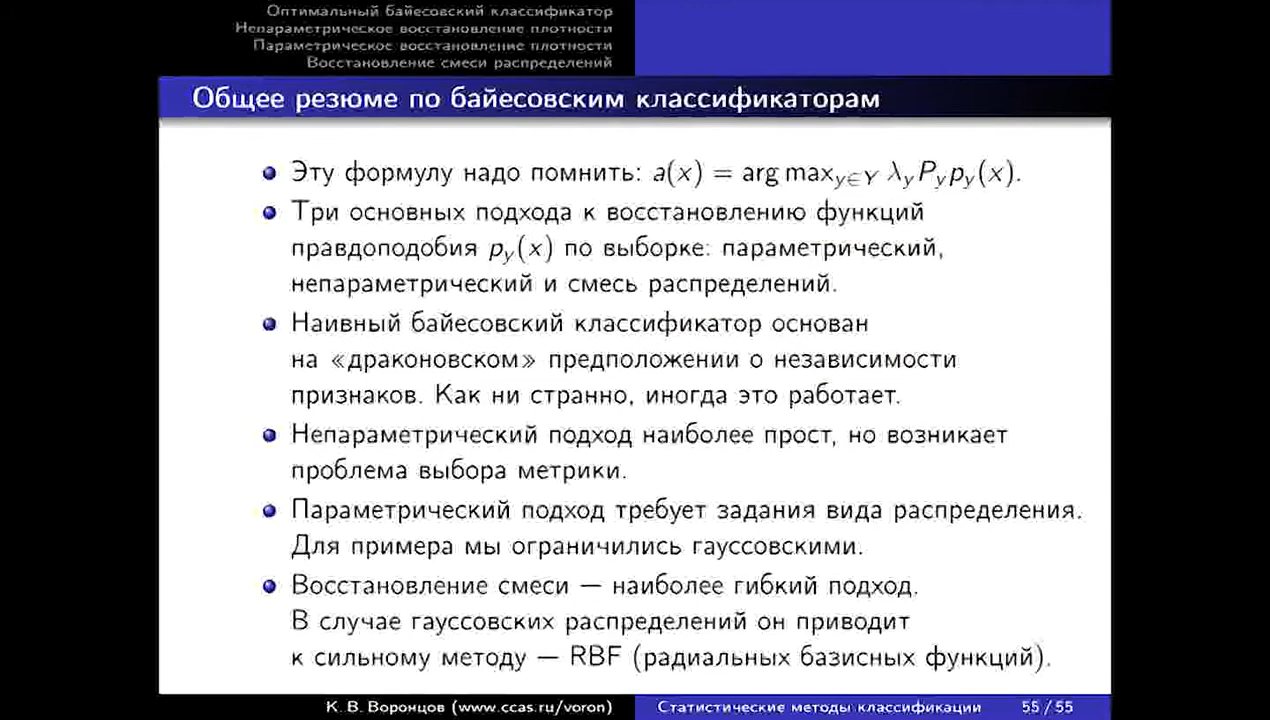 Оптимальный байесовский классификатор
Непараметрическое восстановление плотности
Параметрическое восстановление плотности
Восстановление смеси распределений
Общее резюме по байесовским классификаторам
Эту формулу надо помнить: a(x) = arg max_{y∈Y} λ_y P_y p_y(x).
Три основных подхода к восстановлению функций
правдоподобия p_y(x) по выборке: параметрический,
непараметрический и смесь распределений.
Наивный байесовский классификатор основан
на «драконовском» предположении о независимости
признаков. Как ни странно, иногда это работает.
Непараметрический подход наиболее прост, но возникает
проблема выбора метрики.
Параметрический подход требует задания вида распределения.
Для примера мы ограничились гауссовскими.
Восстановление смеси — наиболее гибкий подход.
В случае гауссовских распределений он приводит
к сильному методу — RBF (радиальных базисных функций).
К. В. Воронцов (www.ccas.ru/voron) Статистические методы классификации 55 / 55